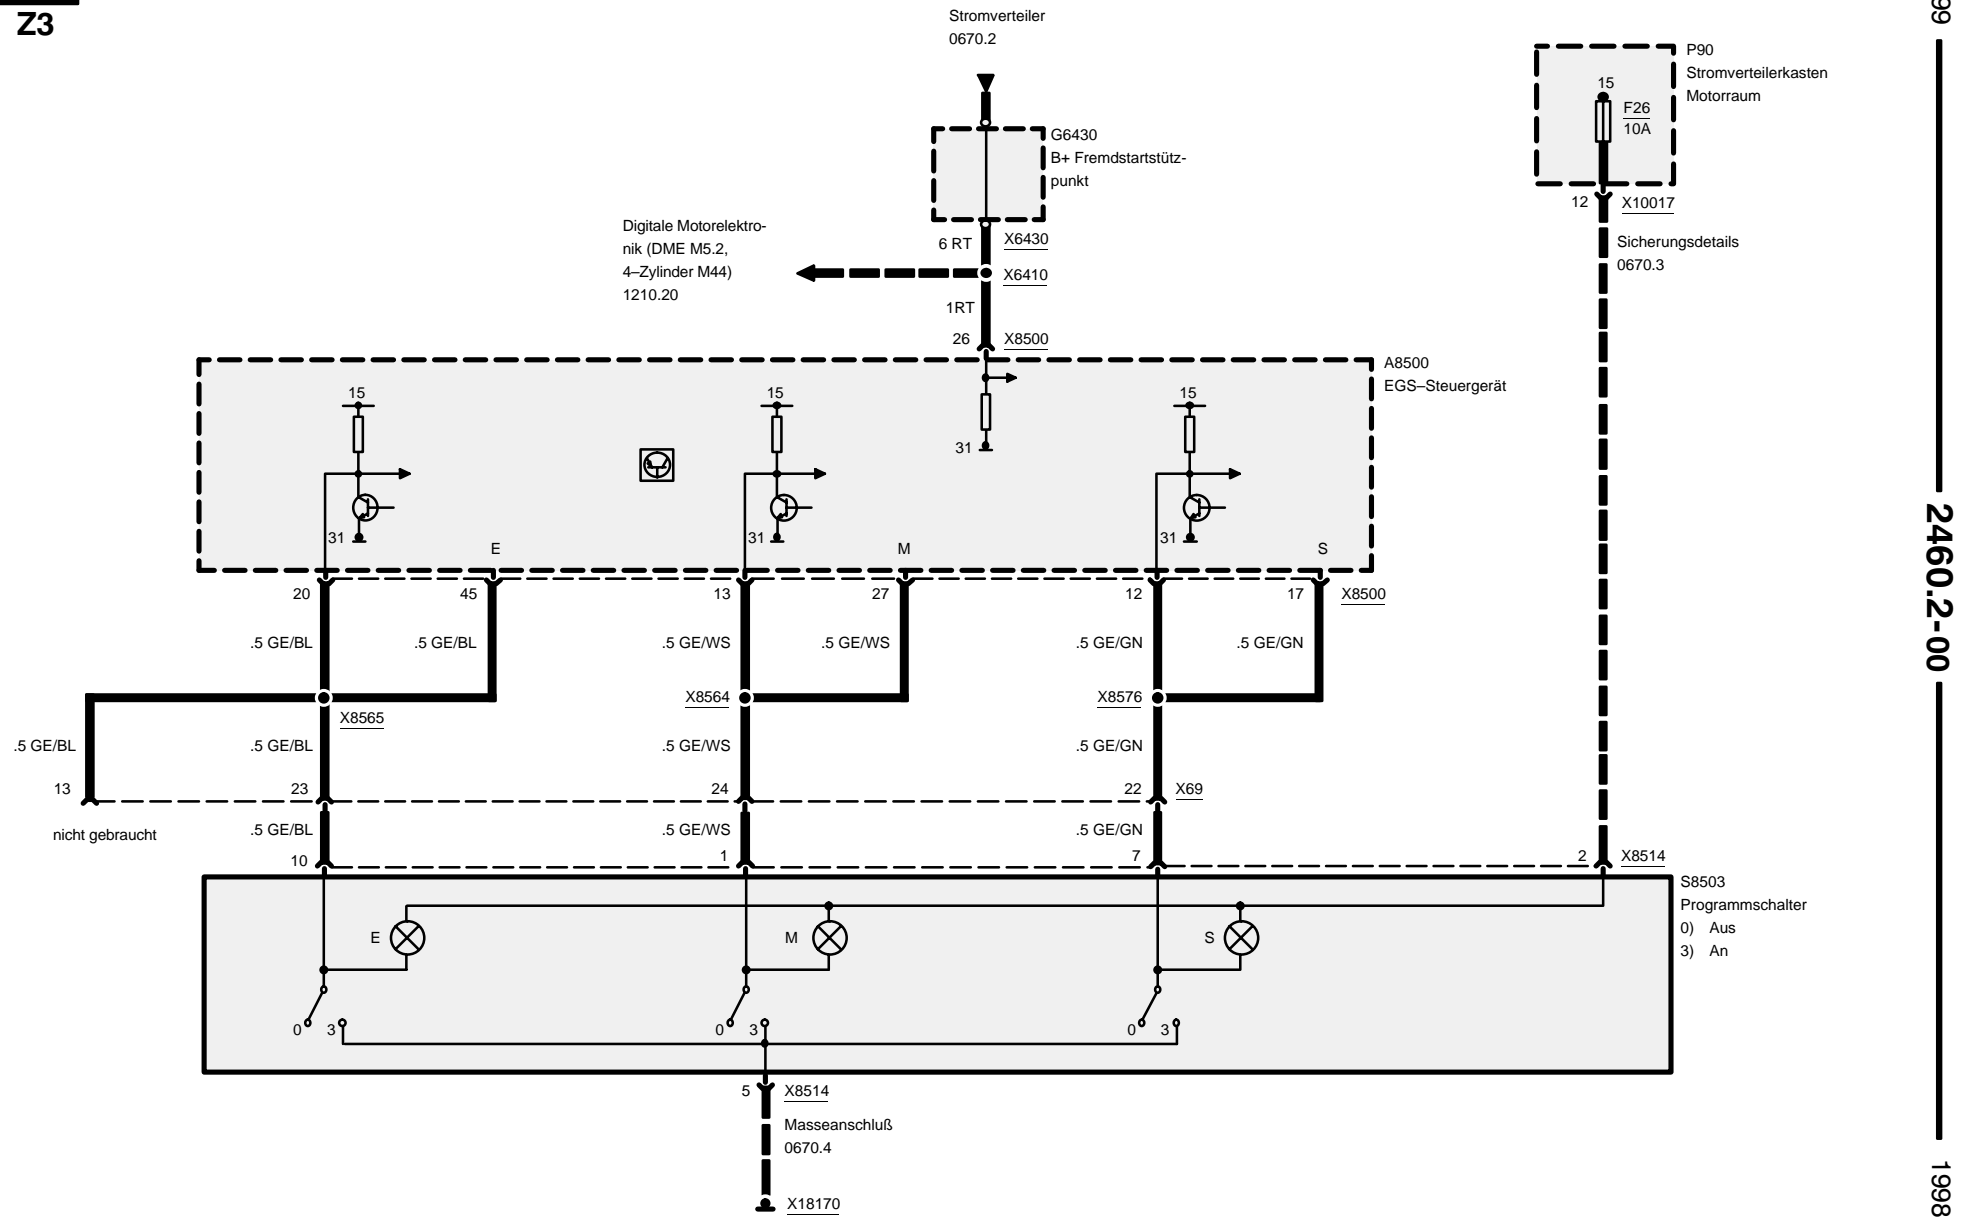 Z3
Stromverteiler
0670.2
P90
Stromverteilerkasten
Motorraum
15
F26
10A
12
X10017
Sicherungsdetails
0670.3
G6430
B+ Fremdstartstütz-
punkt
6 RT
X6430
X6410
Digitale Motorelektro-
nik (DME M5.2,
4–Zylinder M44)
1210.20
1RT
26
X8500
A8500
EGS–Steuergerät
15
15
31
15
31
31
31
E
M
S
20
45
13
27
12
17
X8500
.5 GE/BL
.5 GE/BL
.5 GE/WS
.5 GE/WS
.5 GE/GN
.5 GE/GN
X8565
X8564
X8576
.5 GE/BL
.5 GE/BL
.5 GE/WS
.5 GE/GN
13
23
24
22
X69
nicht gebraucht
.5 GE/BL
.5 GE/WS
.5 GE/GN
10
1
7
2
X8514
S8503
Programmschalter
0) Aus
3) An
E
M
S
0
3
0
3
0
3
5
X8514
Masseanschluß
0670.4
X18170
99
2460.2-00
1998